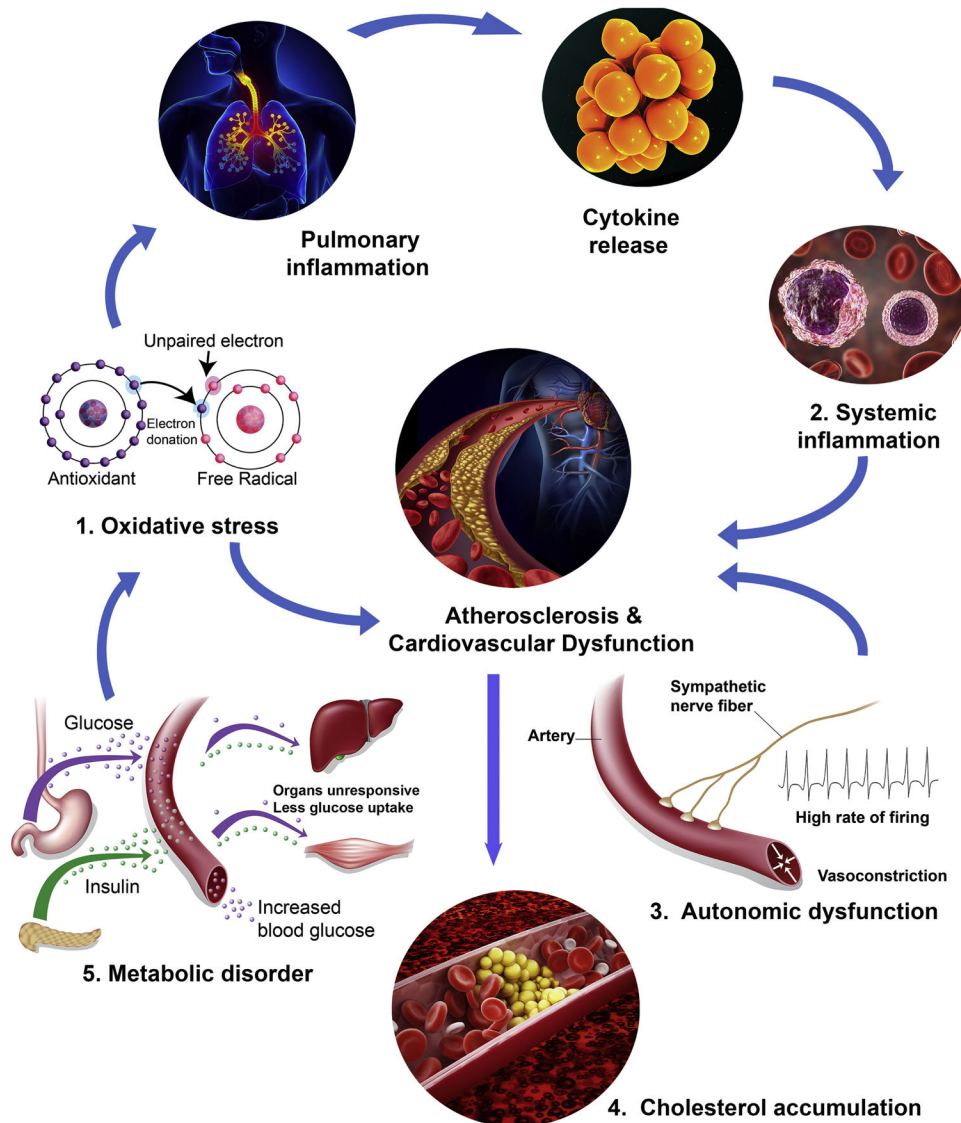 Pulmonary
inflammation
Cytokine
release
Unpaired electron
Electron
donation
Antioxidant
Free Radical
1. Oxidative stress
2. Systemic
inflammation
Atherosclerosis &
Cardiovascular Dysfunction
Glucose
Organs unresponsive
Less glucose uptake
Insulin
Increased
blood glucose
5. Metabolic disorder
Sympathetic
nerve fiber
Artery
High rate of firing
Vasoconstriction
3. Autonomic dysfunction
4. Cholesterol accumulation